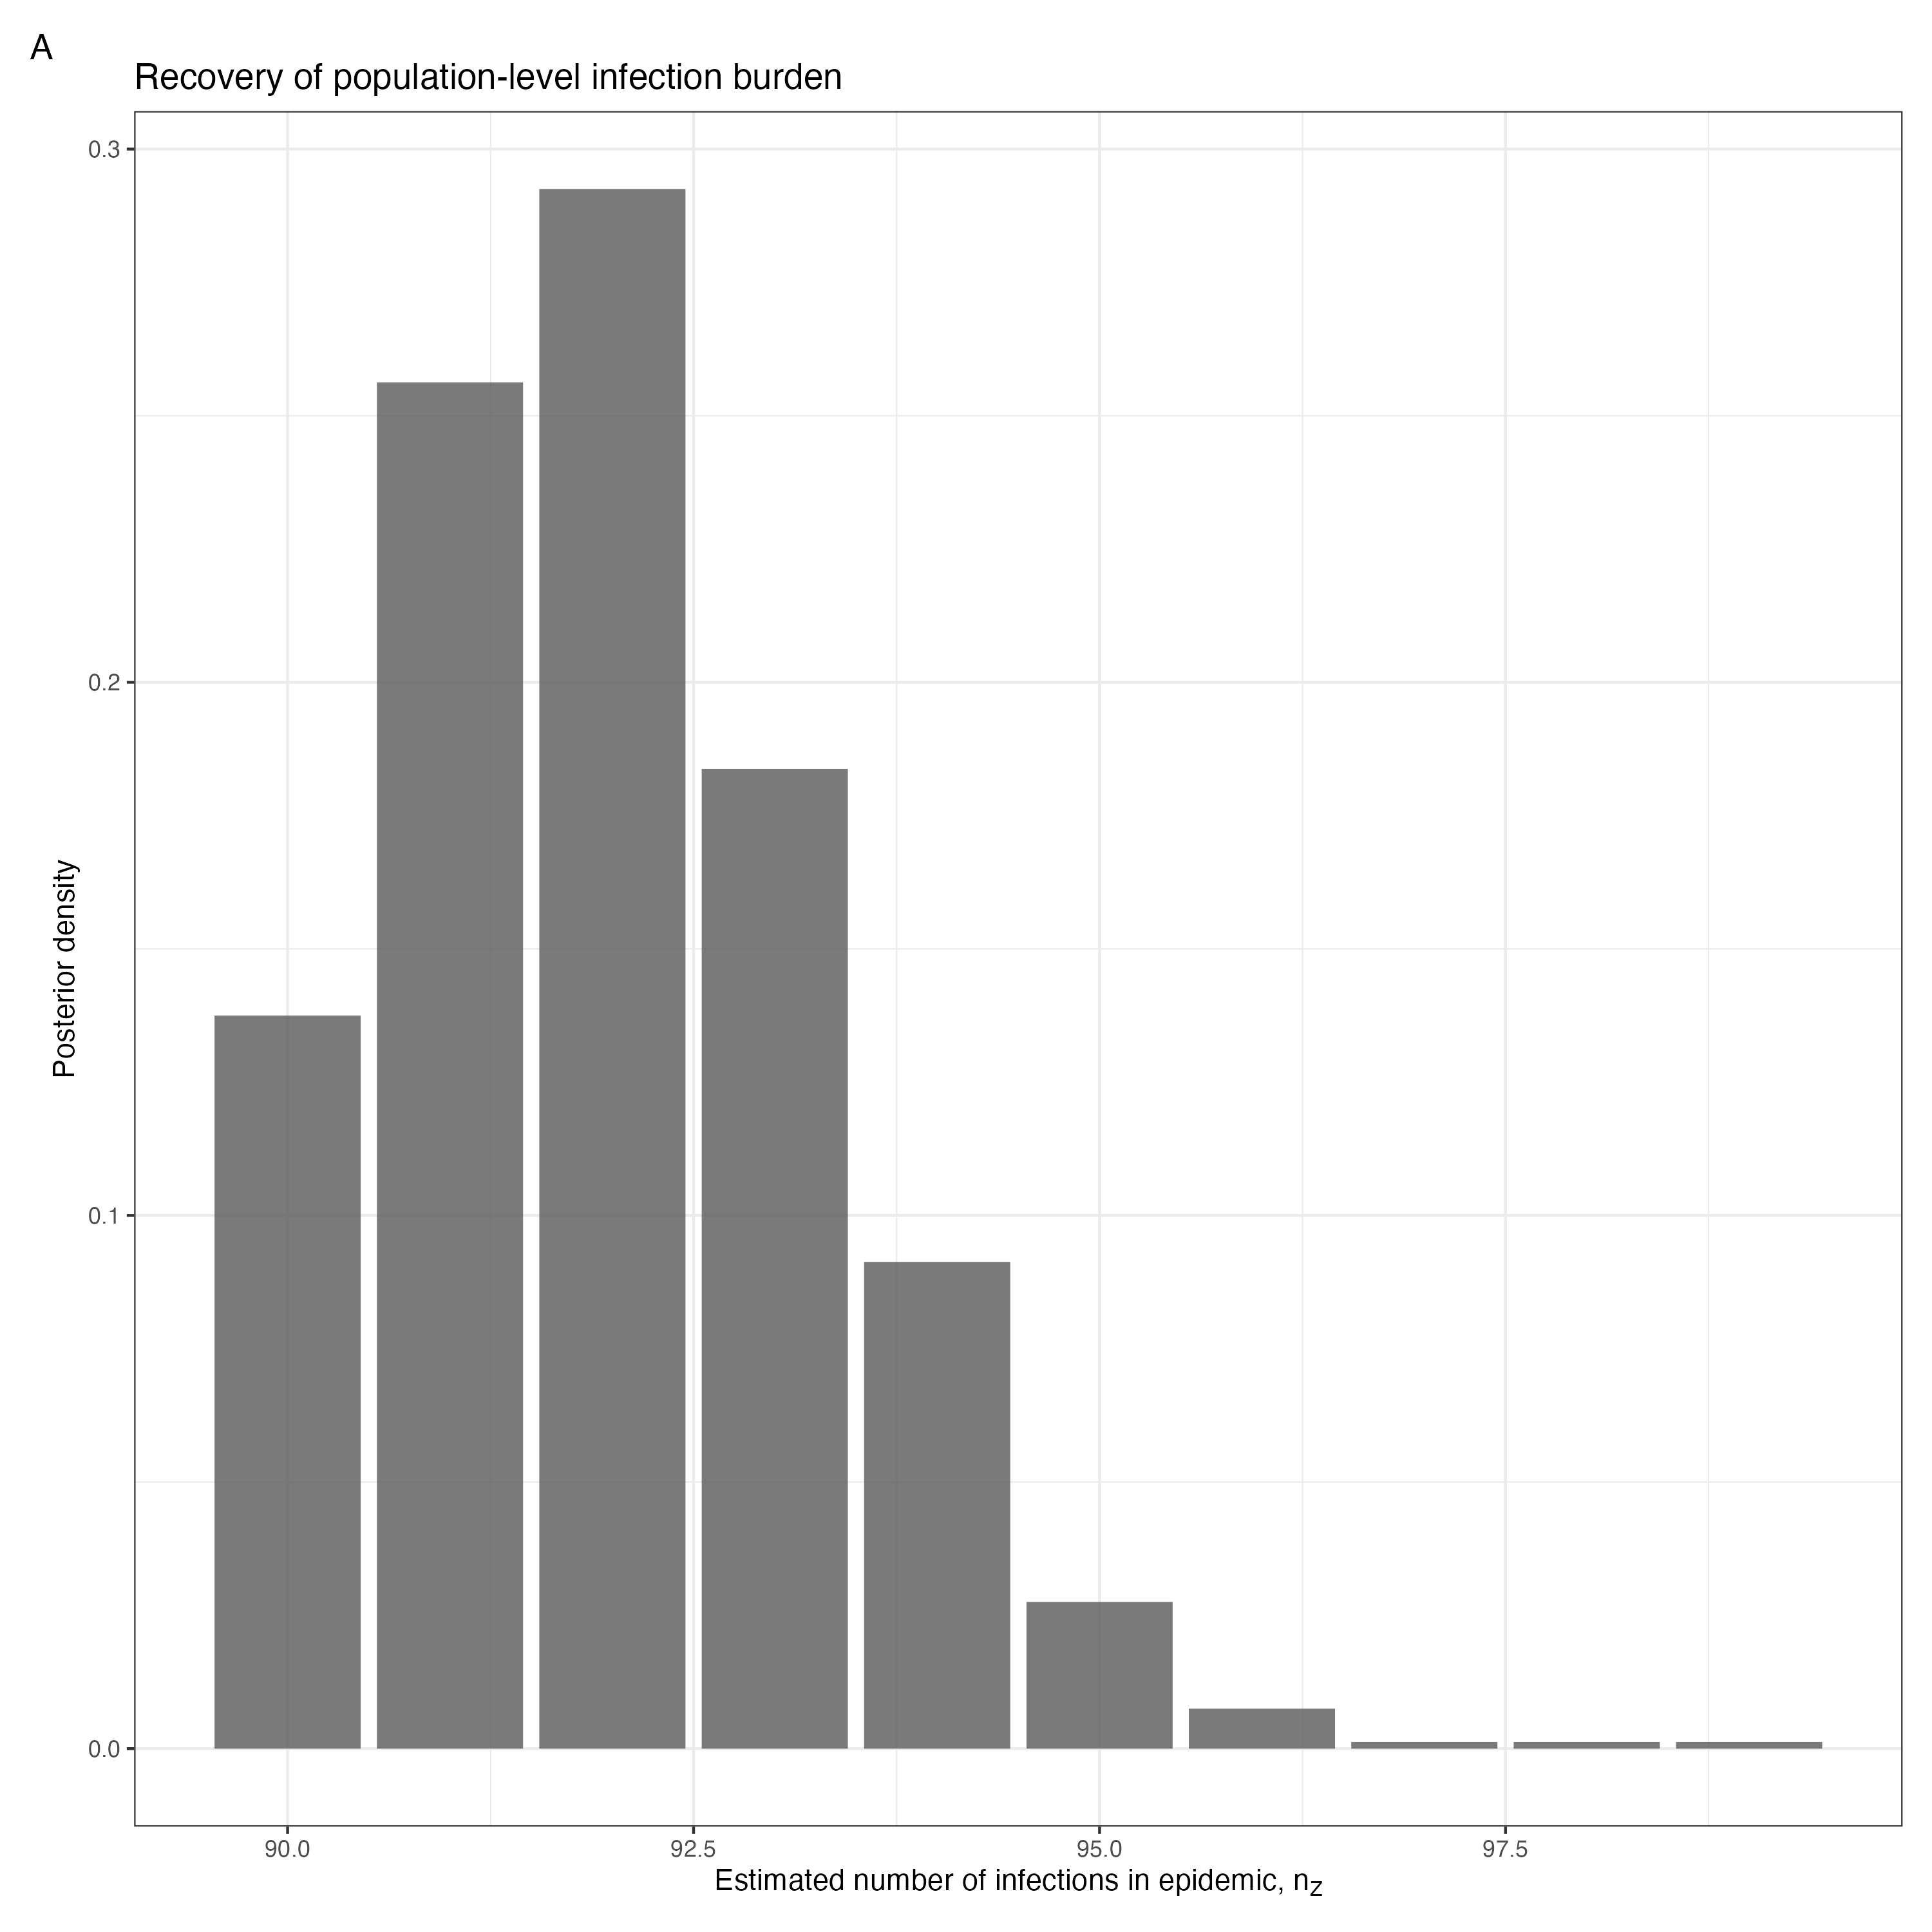 A
Recovery of population-level infection burden
0.3
0.2
0.1
0.0
Posterior density
90.0 92.5 95.0 97.5
Estimated number of infections in epidemic, nZ